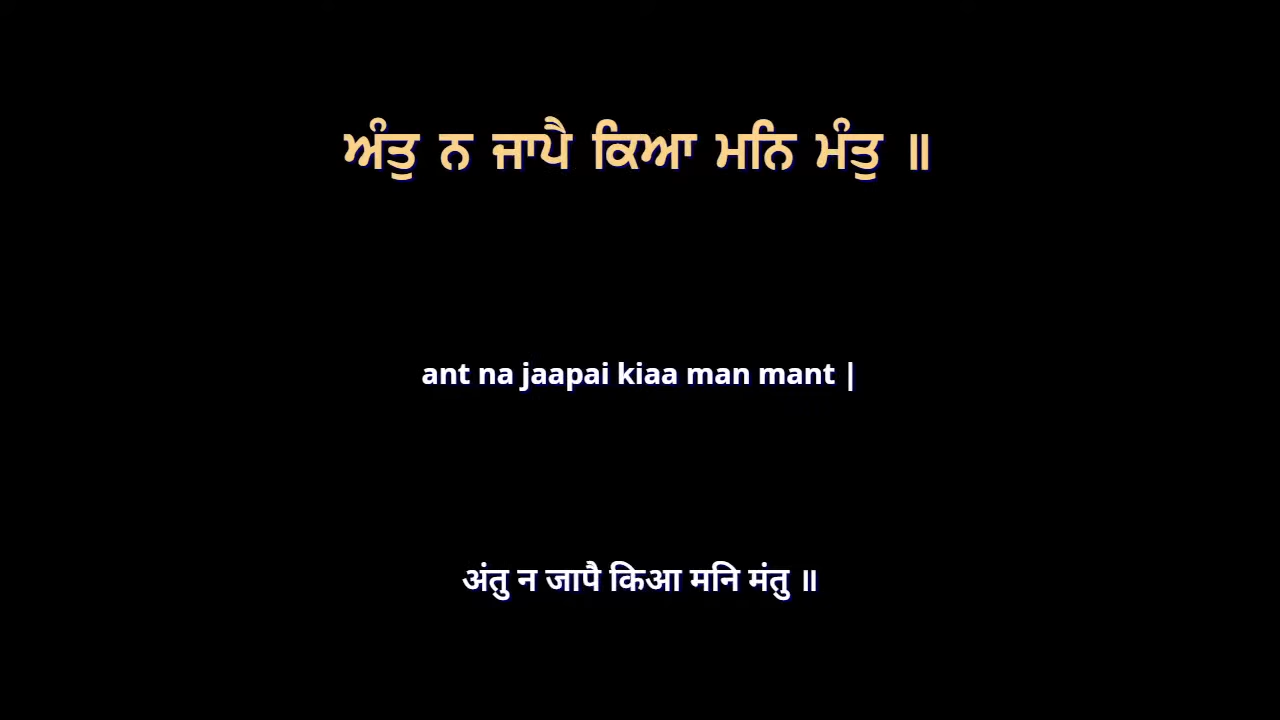 ਅੰਤੁ ਨ ਜਾਪੈ ਕਿਆ ਮਨਿ ਮੰਤੁ ॥
ant na jaapai kiaa man mant |
अंतु न जापै किआ मनि मंतु ॥